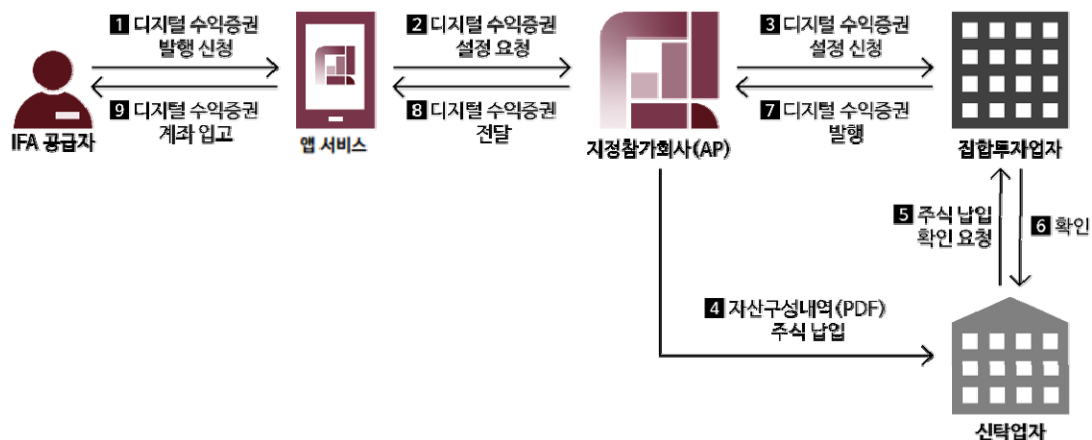 1 디지털 수익증권
발행 신청
2 디지털 수익증권
설정 요청
3 디지털 수익증권
설정 신청
9 디지털 수익증권
계좌 입고
8 디지털 수익증권
전달
7 디지털 수익증권
발행
IFA 공급자
앱 서비스
지정참가회사(AP)
집합투자업자
5 주식 납입
확인 요청
6 확인
4 자산구성내역(PDF)
주식 납입
신탁업자